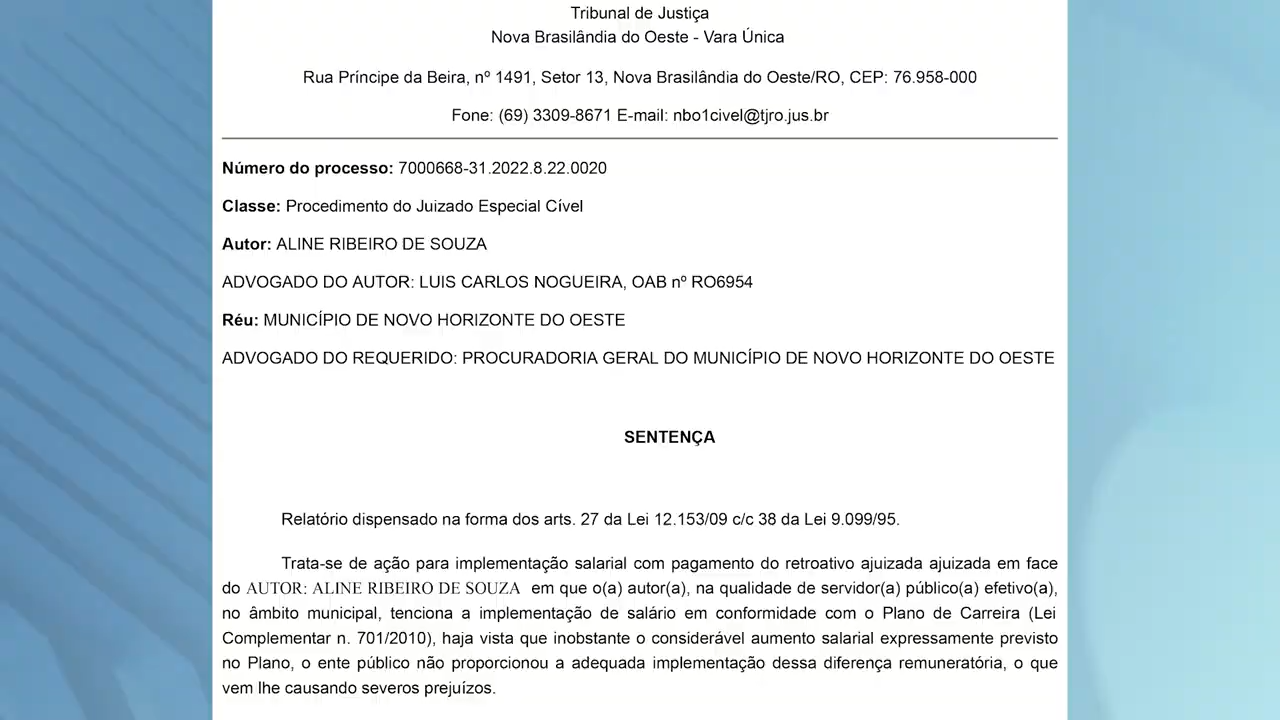 Tribunal de Justiça
Nova Brasilândia do Oeste - Vara Única
Rua Príncipe da Beira, nº 1491, Setor 13, Nova Brasilândia do Oeste/RO, CEP: 76.958-000
Fone: (69) 3309-8671 E-mail: nbo1civel@tjro.jus.br
Número do processo: 7000668-31.2022.8.22.0020
Classe: Procedimento do Juizado Especial Cível
Autor: ALINE RIBEIRO DE SOUZA
ADVOGADO DO AUTOR: LUIS CARLOS NOGUEIRA, OAB nº RO6954
Réu: MUNICÍPIO DE NOVO HORIZONTE DO OESTE
ADVOGADO DO REQUERIDO: PROCURADORIA GERAL DO MUNICÍPIO DE NOVO HORIZONTE DO OESTE
SENTENÇA
Relatório dispensado na forma dos arts. 27 da Lei 12.153/09 c/c 38 da Lei 9.099/95.
Trata-se de ação para implementação salarial com pagamento do retroativo ajuizada ajuizada em face
do AUTOR: ALINE RIBEIRO DE SOUZA em que o(a) autor(a), na qualidade de servidor(a) público(a) efetivo(a),
no âmbito municipal, tenciona a implementação de salário em conformidade com o Plano de Carreira (Lei
Complementar n. 701/2010), haja vista que inobstante o considerável aumento salarial expressamente previsto
no Plano, o ente público não proporcionou a adequada implementação dessa diferença remuneratória, o que
vem lhe causando severos prejuízos.